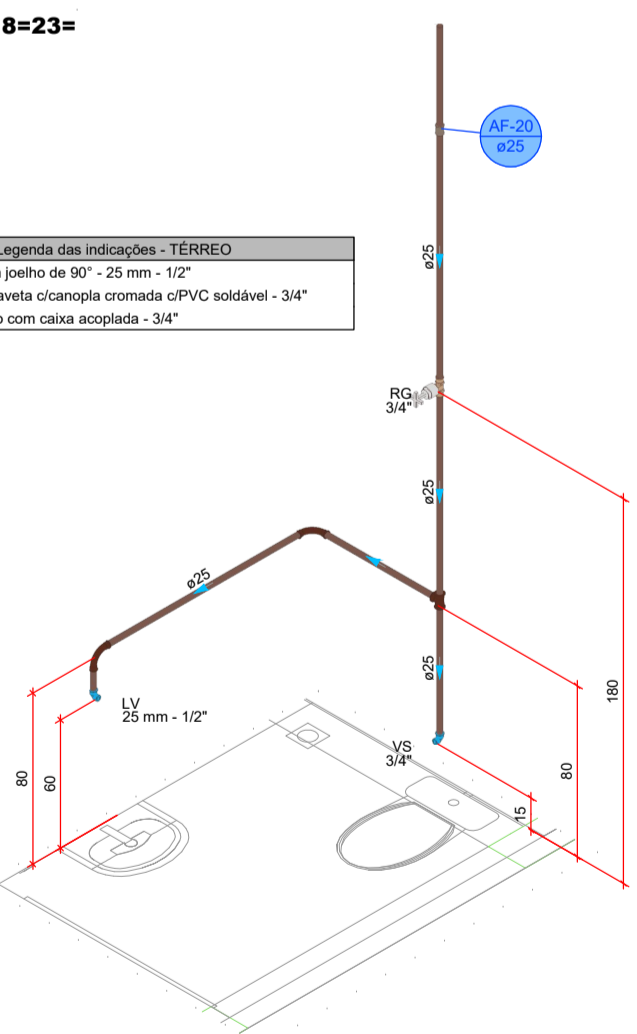 8=23=
AF-20
ø25
Legenda das indicações - TÉRREO
joelho de 90° - 25 mm - 1/2"
aveta c/canopla cromada c/PVC soldável - 3/4"
o com caixa acoplada - 3/4"
ø25
RG
3/4"
ø25
ø25
ø25
LV
25 mm - 1/2"
VS
3/4"
180
80
60
80
15